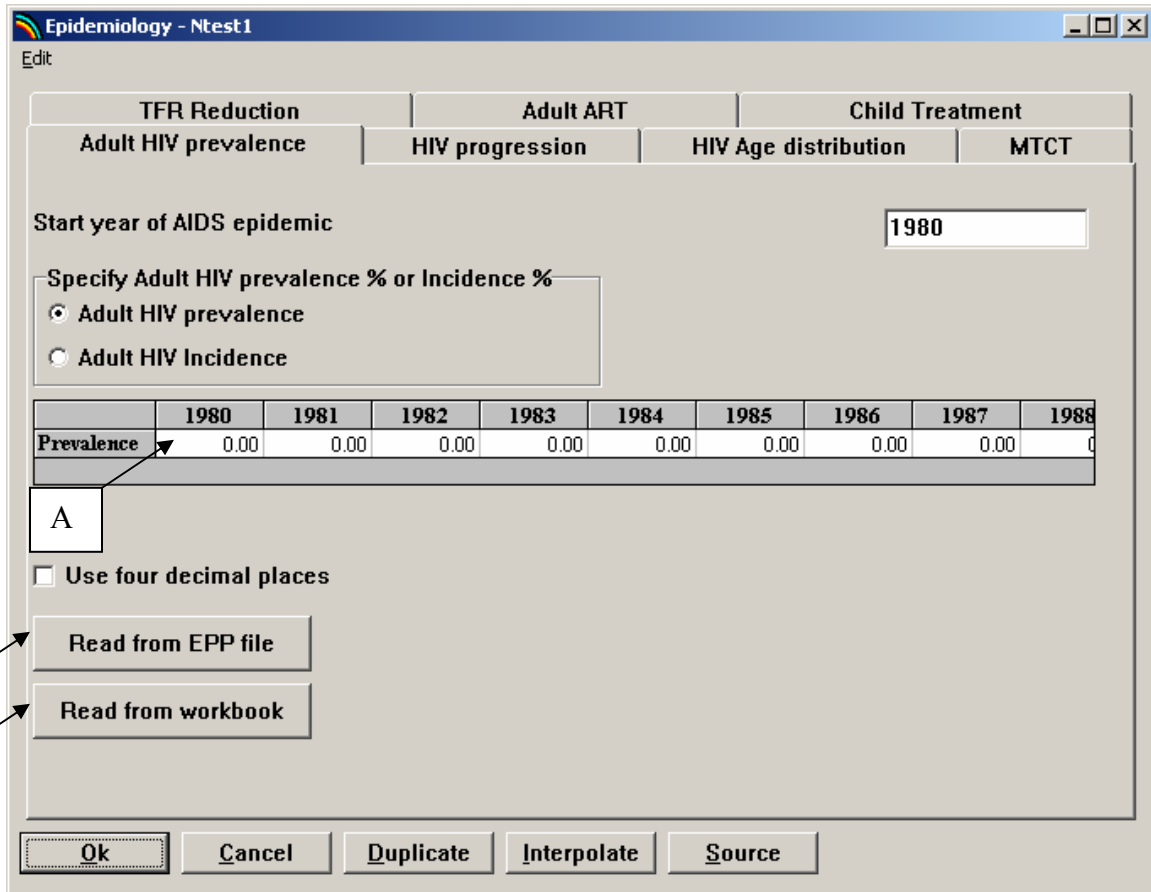 Epidemiology - Ntest1
Edit
TFR Reduction Adult ART Child Treatment
Adult HIV prevalence HIV progression HIV Age distribution MTCT
Start year of AIDS epidemic 1980
Specify Adult HIV prevalence % or Incidence %
Adult HIV prevalence
Adult HIV Incidence
1980 1981 1982 1983 1984 1985 1986 1987 1988
Prevalence 0.00 0.00 0.00 0.00 0.00 0.00 0.00 0.00
A
Use four decimal places
Read from EPP file
Read from workbook
Ok Cancel Duplicate Interpolate Source